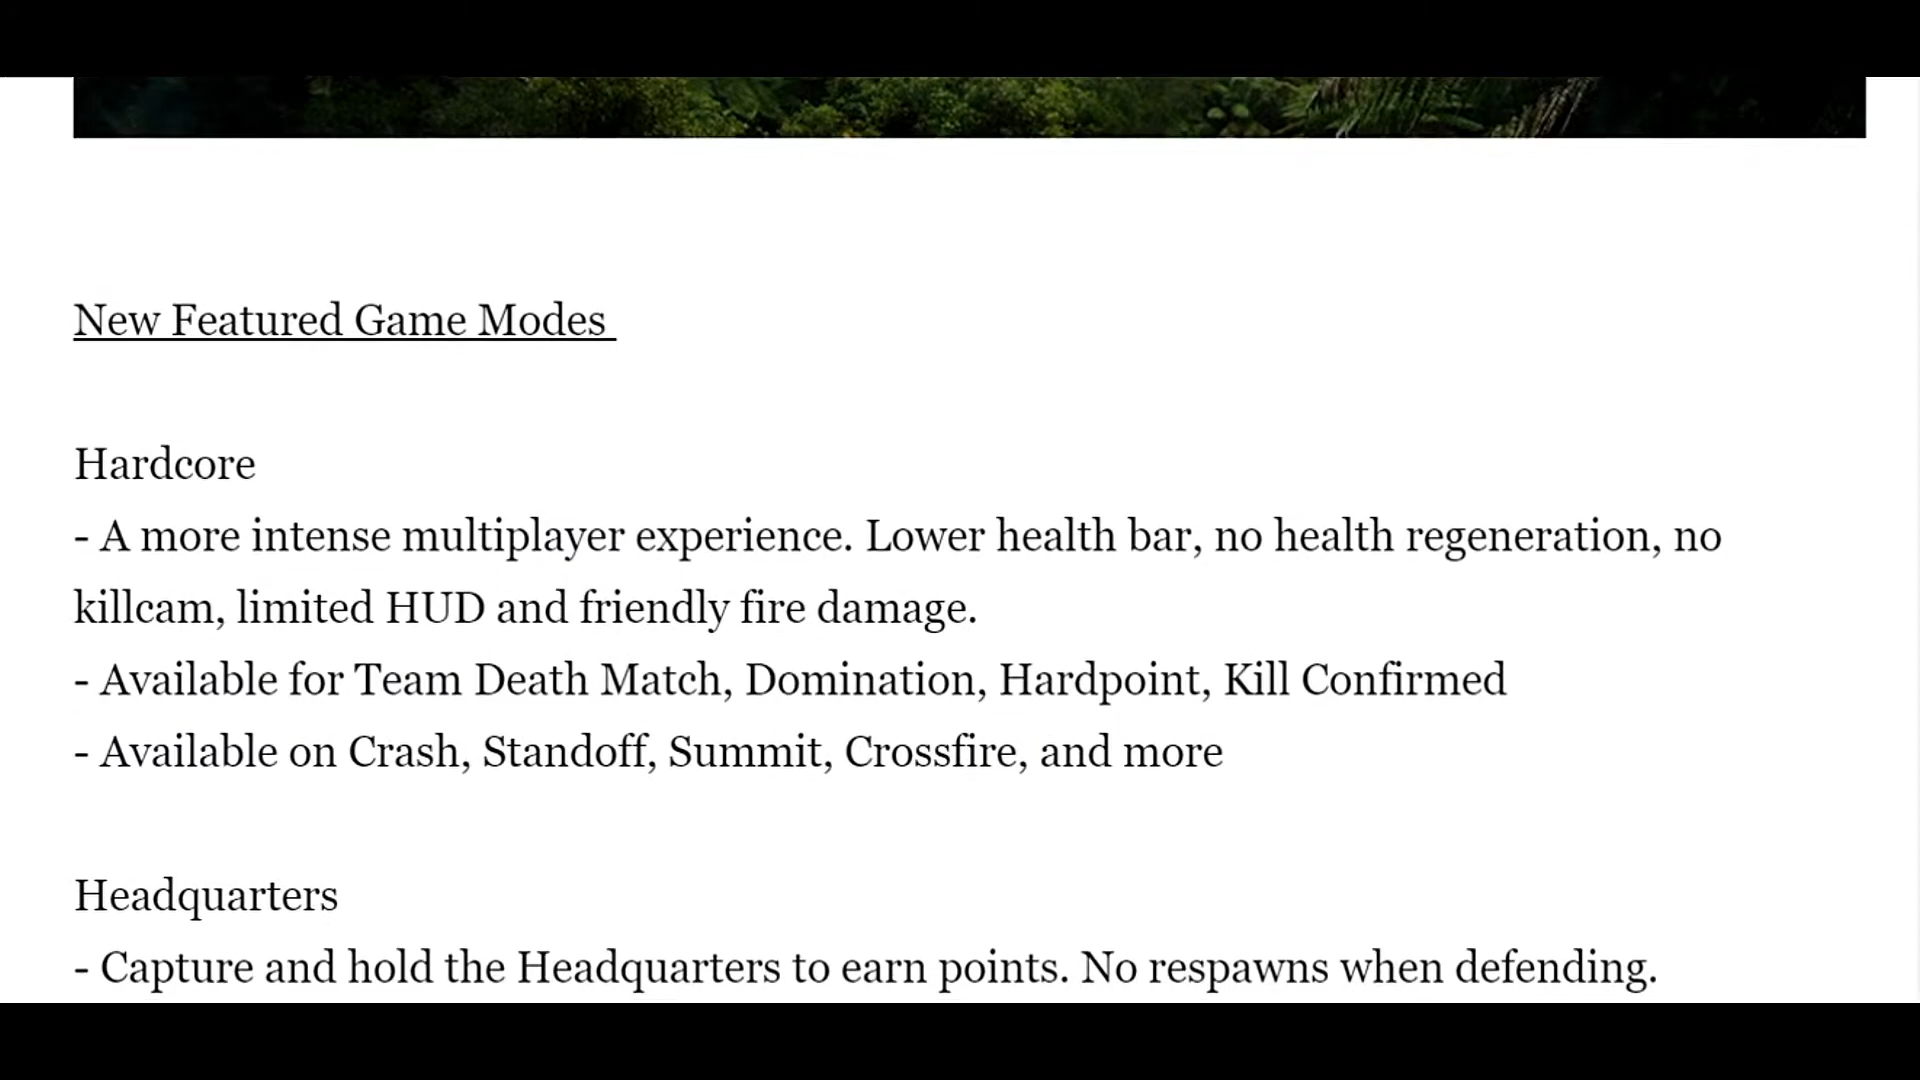 New Featured Game Modes
Hardcore
- A more intense multiplayer experience. Lower health bar, no health regeneration, no
killcam, limited HUD and friendly fire damage.
- Available for Team Death Match, Domination, Hardpoint, Kill Confirmed
- Available on Crash, Standoff, Summit, Crossfire, and more
Headquarters
- Capture and hold the Headquarters to earn points. No respawns when defending.